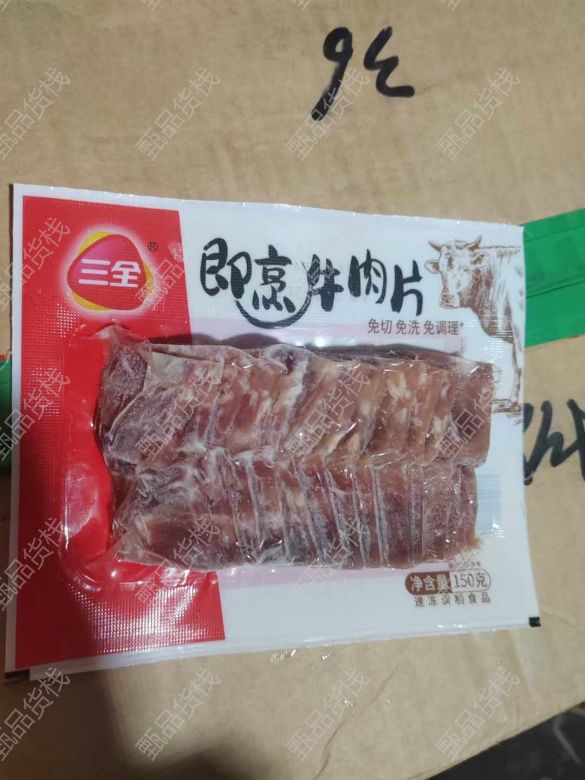 三全®
即烹牛肉片
免切 免洗 免调理*
净含量 150克
速冻调制食品
甄品货栈